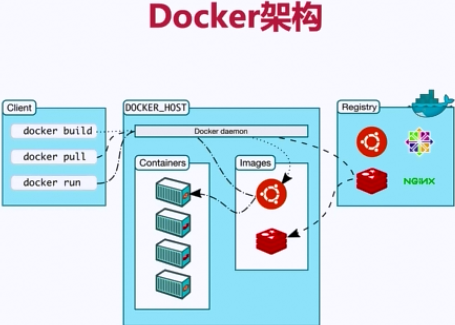 Docker架构
Client
docker build
docker pull
docker run
DOCKER_HOST
Docker daemon
Containers
Images
Registry
NGINX